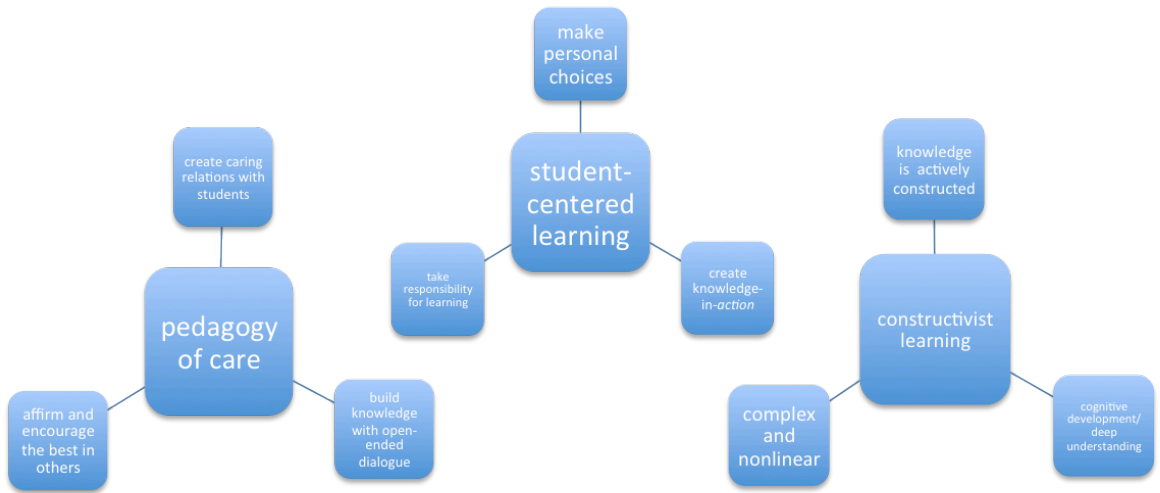 make
personal
choices
student-
centered
learning
take
responsibility
for learning
create
knowledge-
in-action
create caring
relations with
students
pedagogy
of care
affirm and
encourage
the best in
others
build
knowledge
with open-
ended
dialogue
knowledge
is actively
constructed
constructivist
learning
complex
and
nonlinear
cognitive
development/
deep
understanding